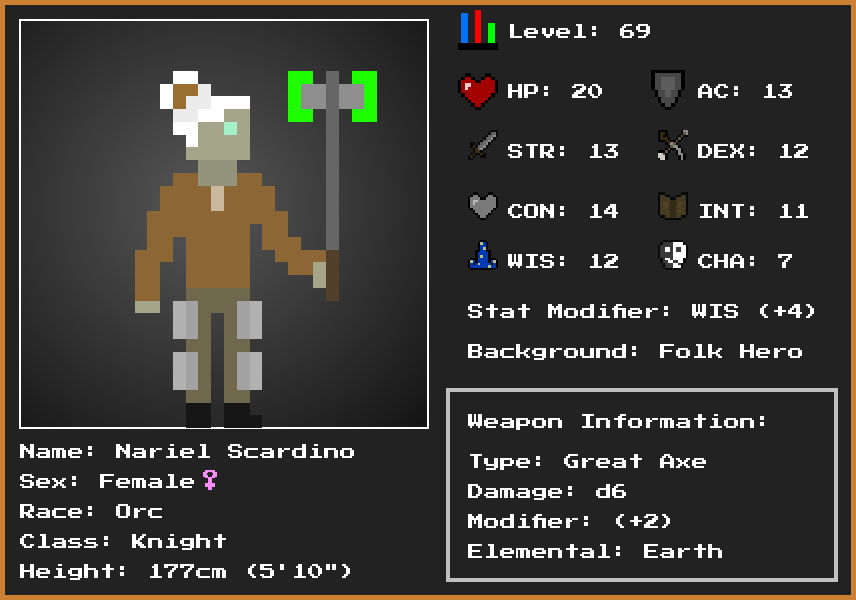 Level: 69
HP: 20
AC: 13
STR: 13
DEX: 12
CON: 14
INT: 11
WIS: 12
CHA: 7
Stat Modifier: WIS (+4)
Background: Folk Hero
Weapon Information:
Type: Great Axe
Damage: d6
Modifier: (+2)
Elemental: Earth
Name: Nariel Scardino
Sex: Female♀
Race: Orc
Class: Knight
Height: 177cm (5'10")